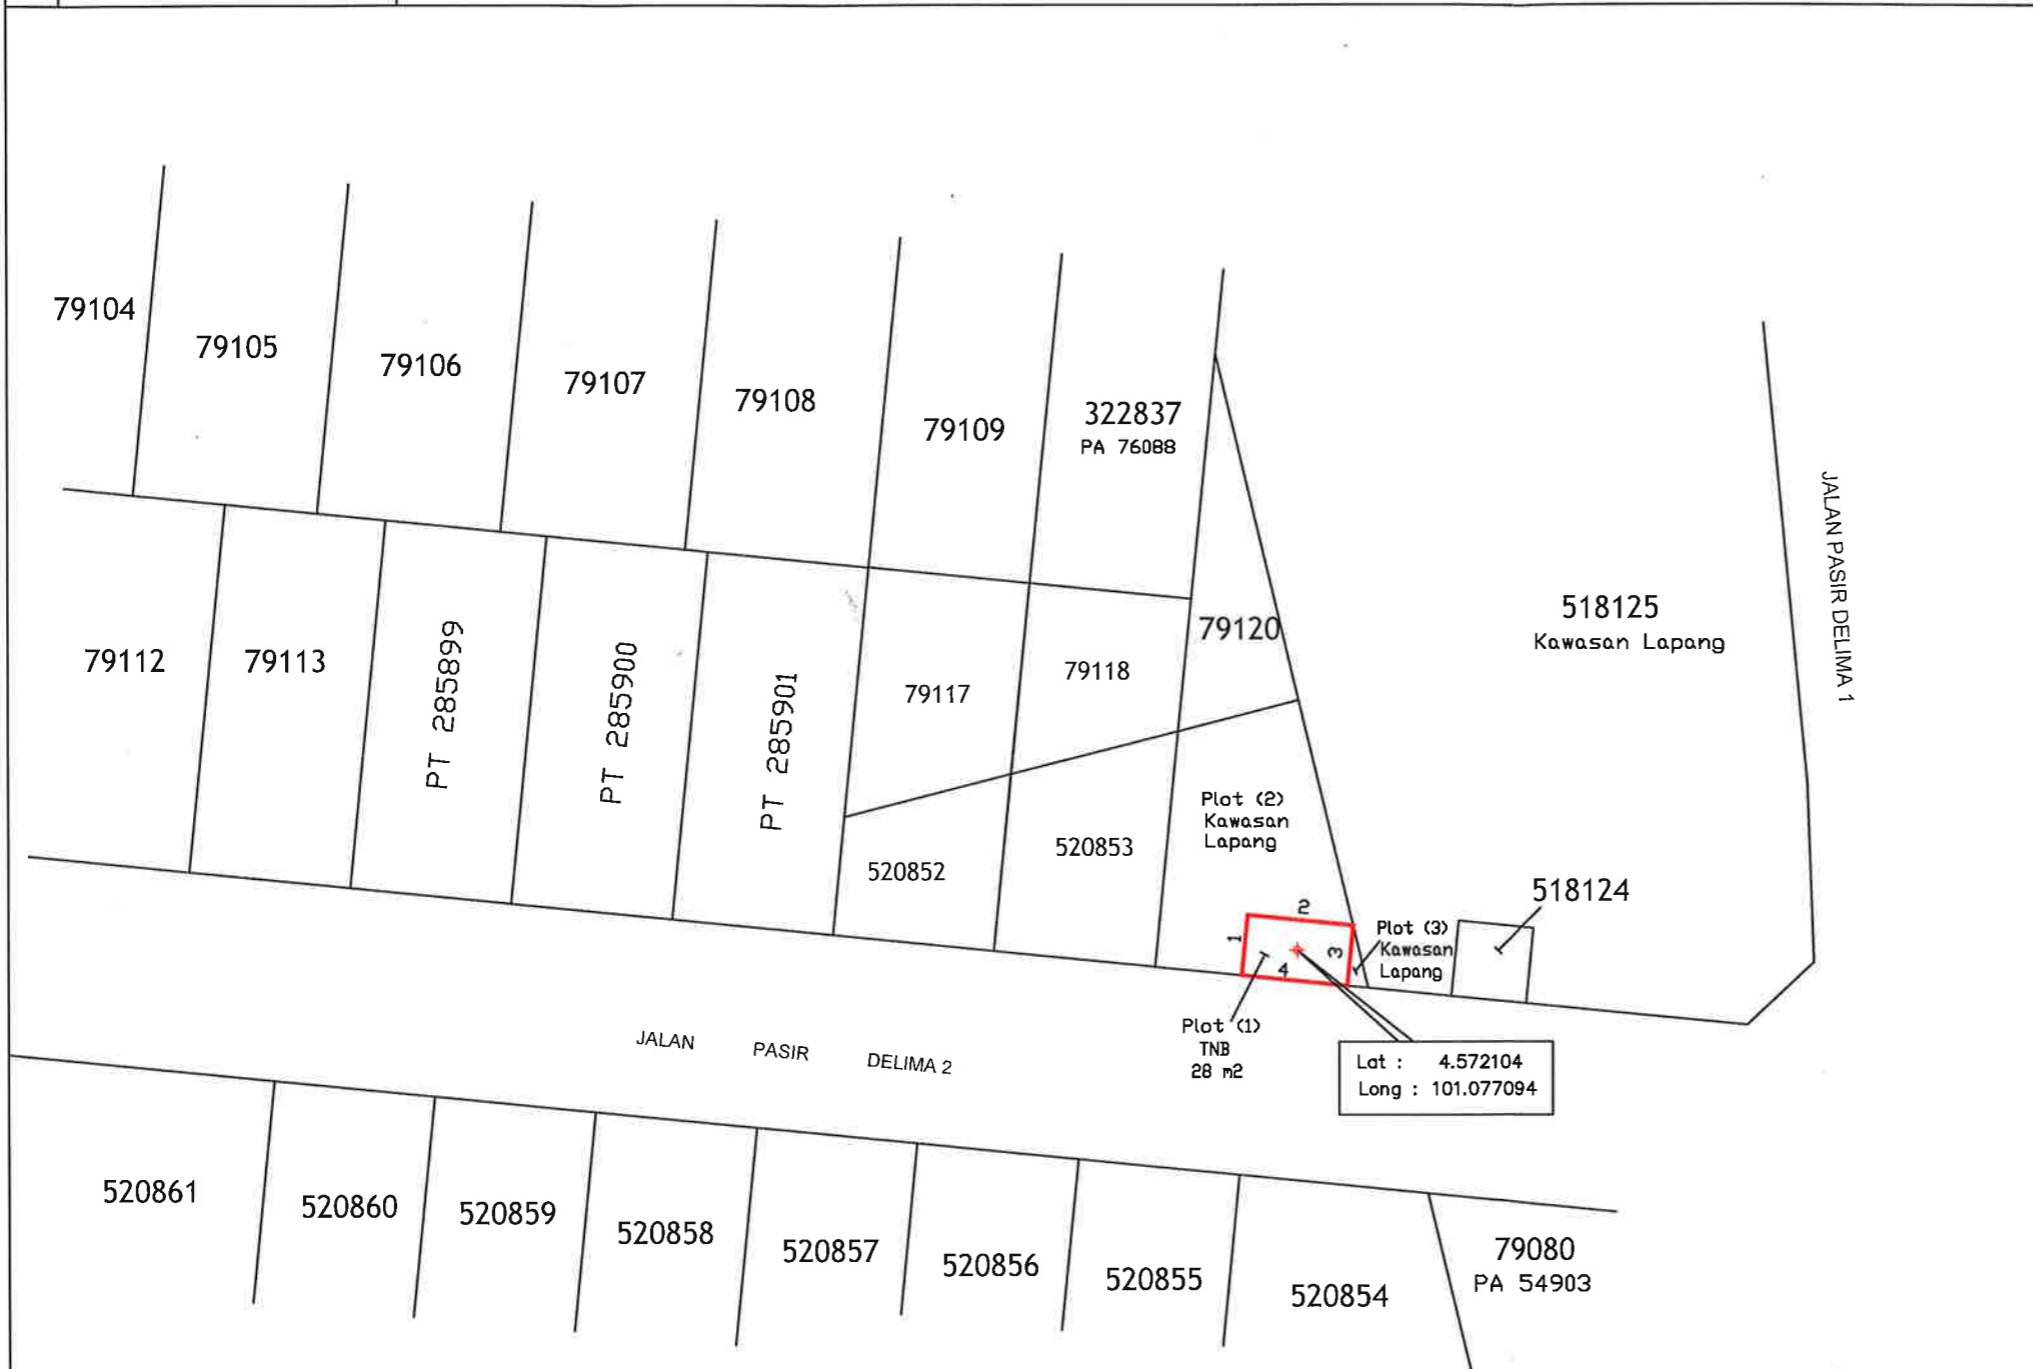 79104
79105
79106
79107
79108
79109
322837
PA 76088
JALAN PASIR DELIMA 1
518125
Kawasan Lapang
79112
79113
PT 285899
PT 285900
PT 285901
79117
79118
79120
520852
520853
Plot (2)
Kawasan
Lapang
518124
2
1
3
4
Plot (3)
Kawasan
Lapang
Plot (1)
TNB
28 m2
Lat : 4.572104
Long : 101.077094
JALAN PASIR DELIMA 2
520861
520860
520859
520858
520857
520856
520855
520854
79080
PA 54903